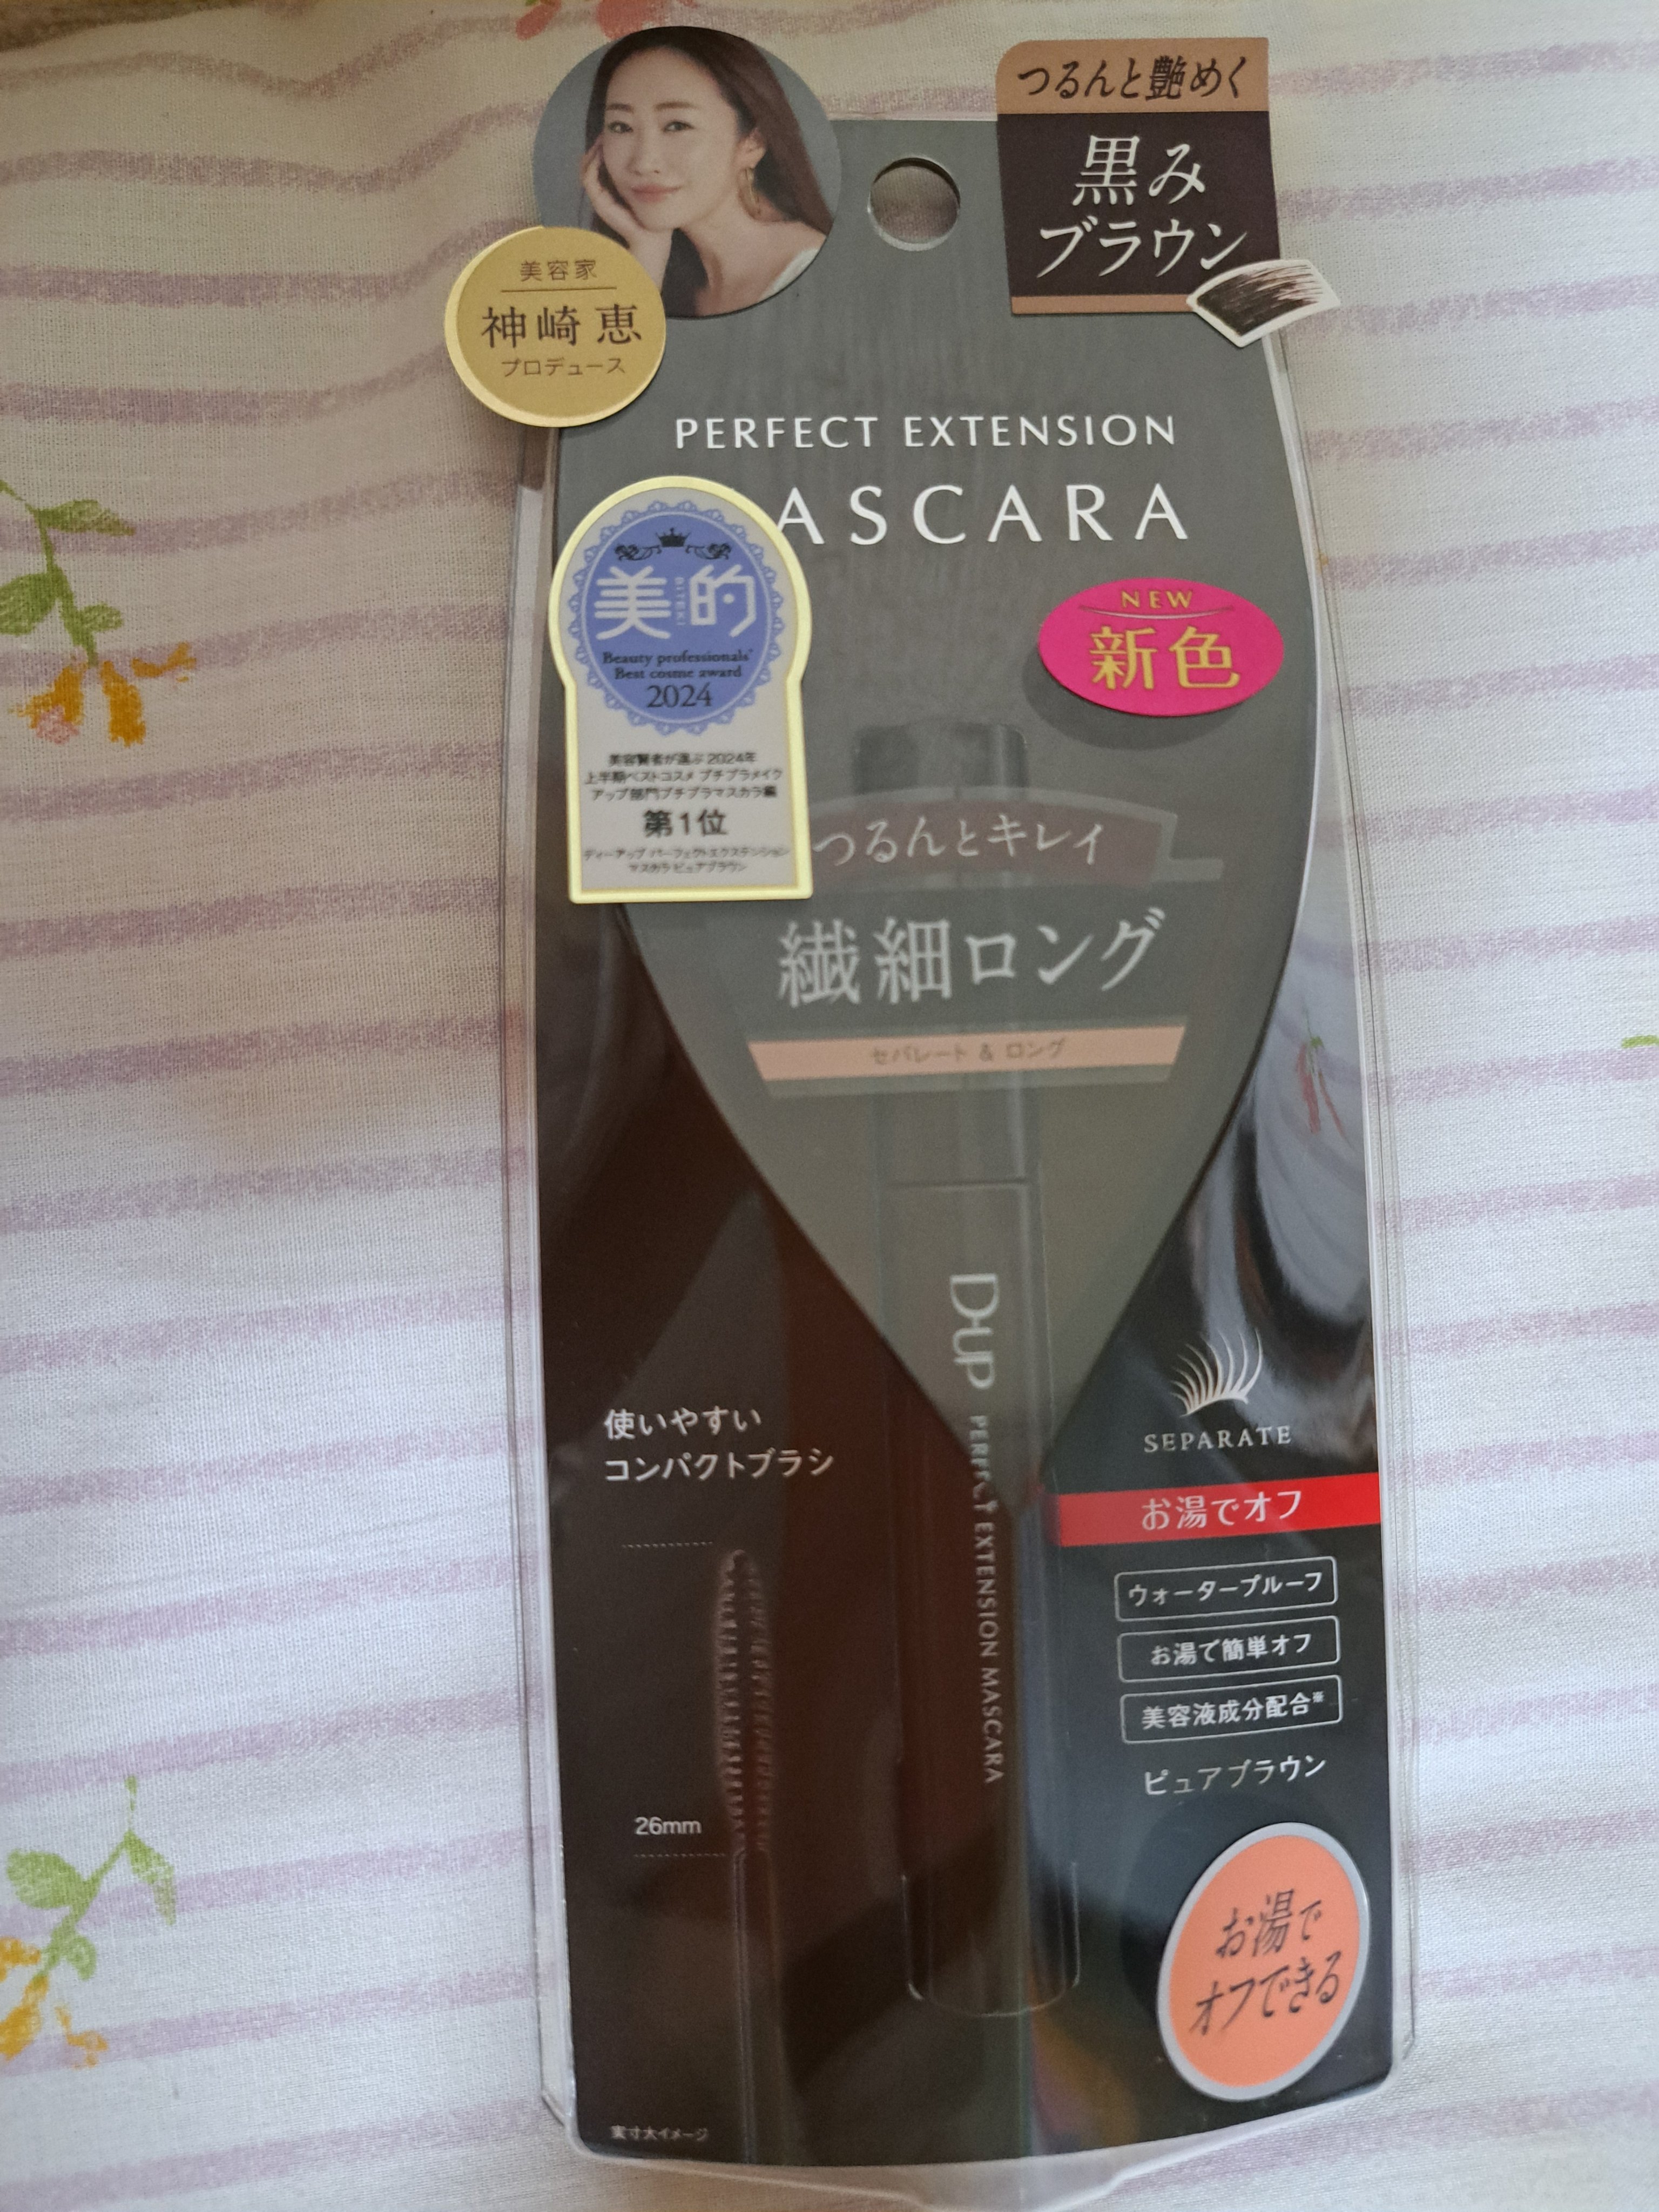 つるんと艶めく
黒み
ブラウン
美容家
神崎 恵
プロデュース
PERFECT EXTENSION
ASCARA
美的
BITEKI
Beauty professionals'
Best cosme award
2024
美容賢者が選ぶ 2024年
上半期ベストコスメ プチプラメイク
アップ部門プチプラマスカラ編
第1位
ディーアップ パーフェクトエクステンション
マスカラ ピュアブラウン
NEW
新色
つるんとキレイ
繊細ロング
セパレート & ロング
D-UP PERFECT EXTENSION MASCARA
使いやすい
コンパクトブラシ
26mm
実寸大イメージ
SEPARATE
お湯でオフ
ウォータープルーフ
お湯で簡単オフ
美容液成分配合※
ピュアブラウン
お湯で
オフできる